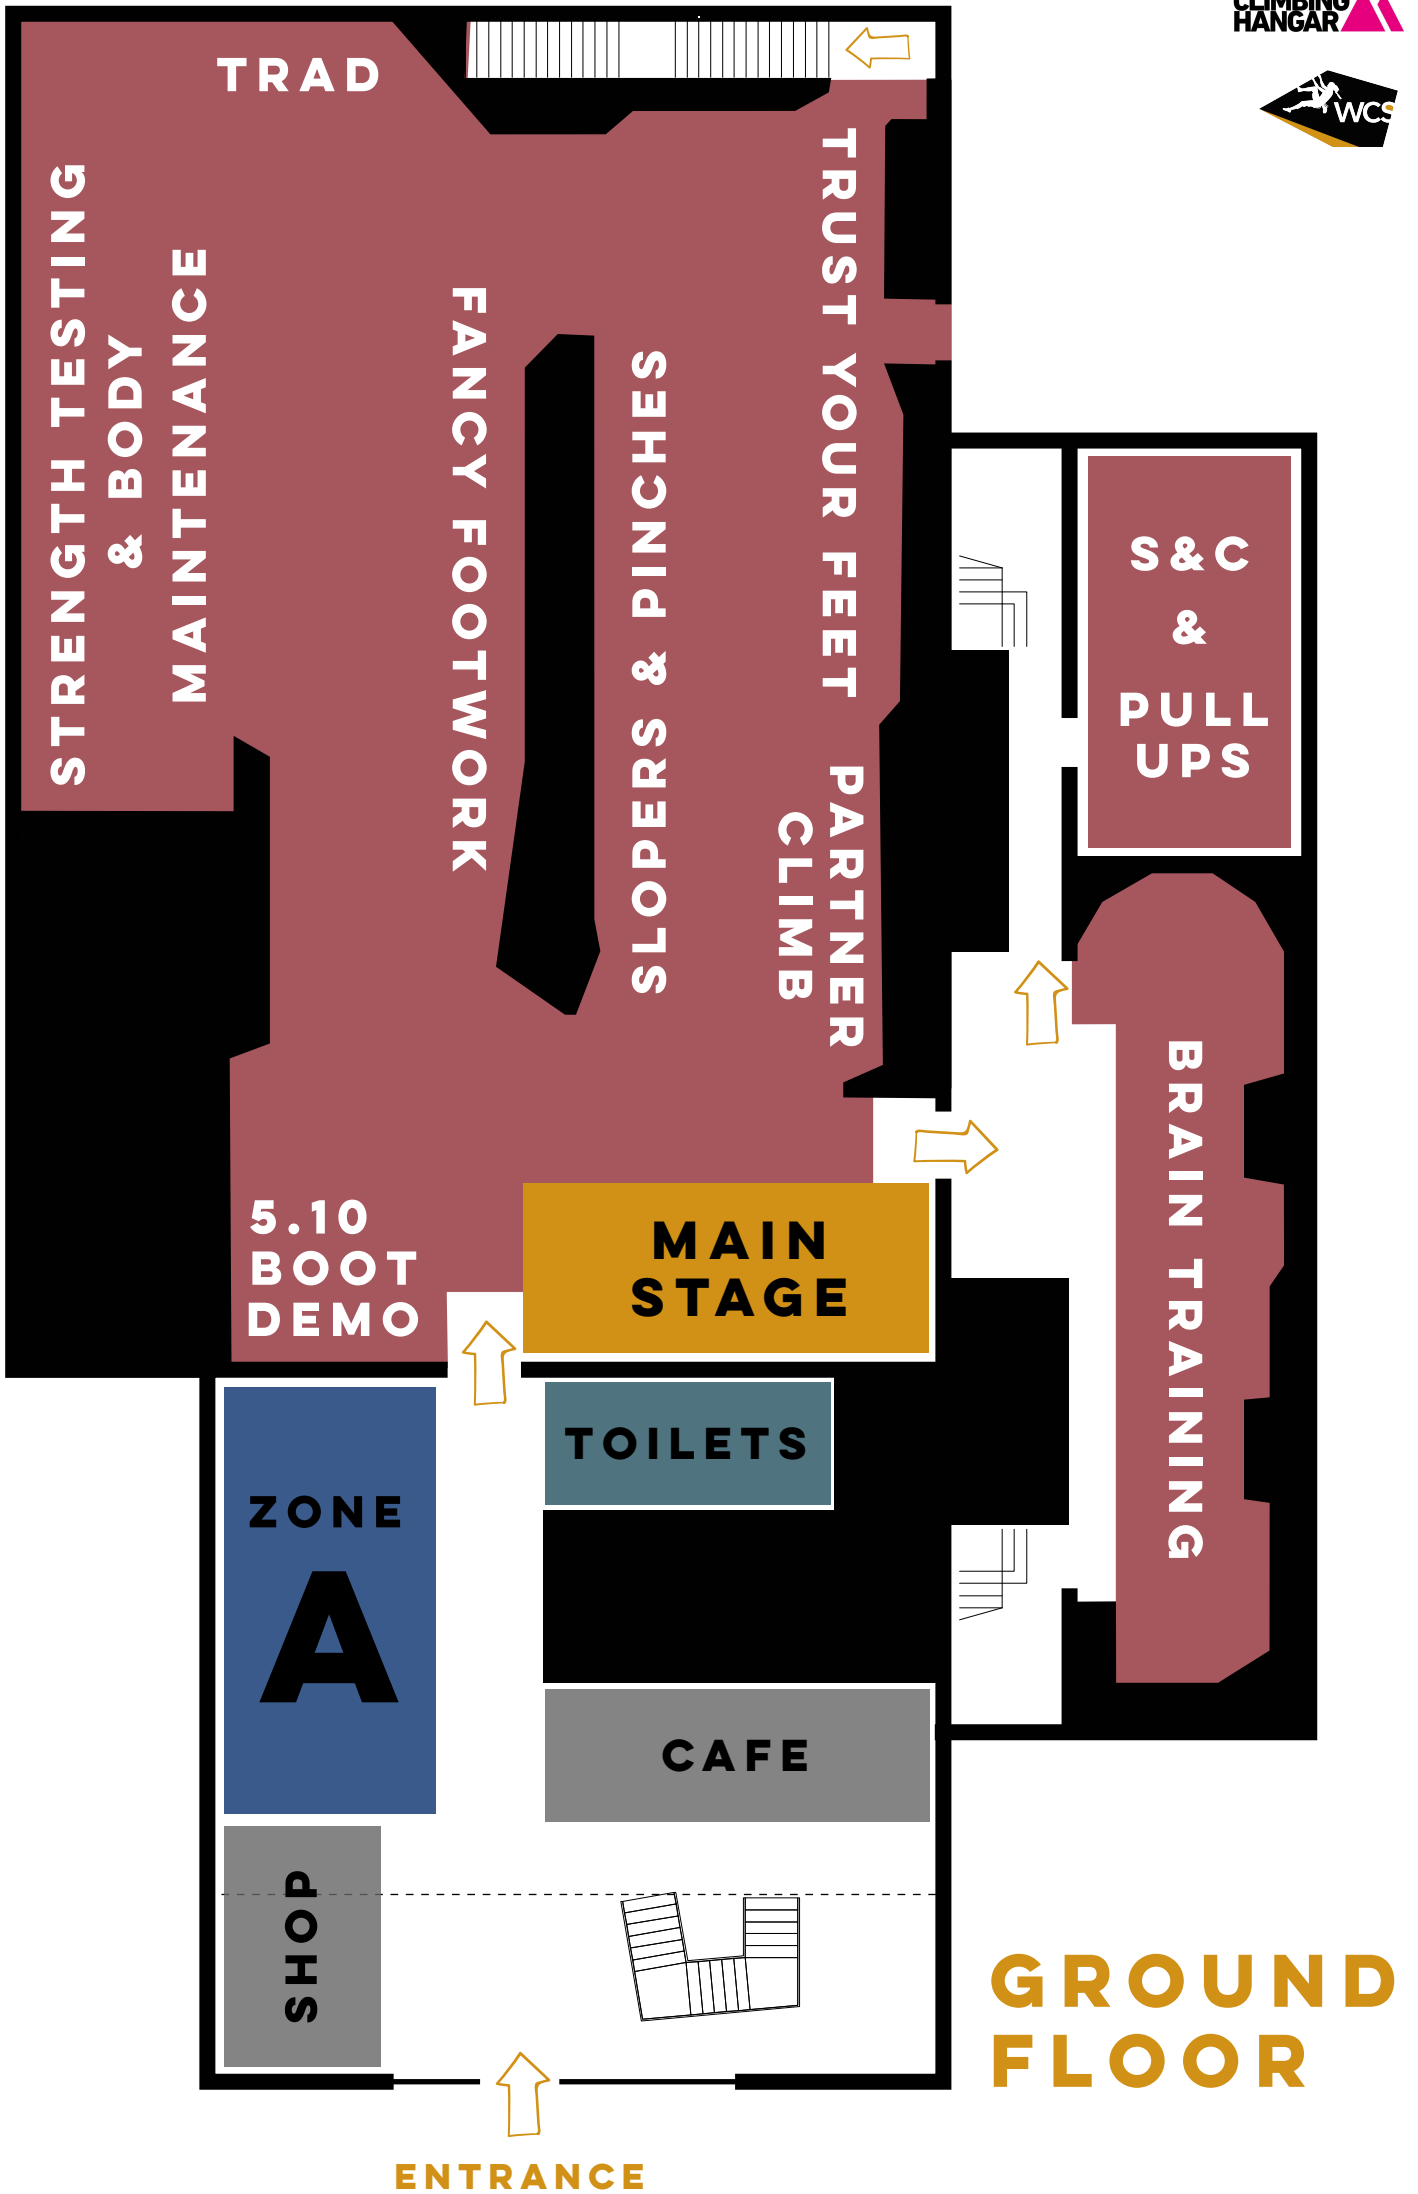 CLIMBING
HANGAR
WCS
TRAD
STRENGTH TESTING
& BODY
MAINTENANCE
FANCY FOOTWORK
SLOPERS & PINCHES
TRUST YOUR FEET
PARTNER
CLIMB
S&C
&
PULL
UPS
BRAIN TRAINING
5.10
BOOT
DEMO
MAIN
STAGE
TOILETS
ZONE
A
CAFE
SHOP
GROUND
FLOOR
ENTRANCE